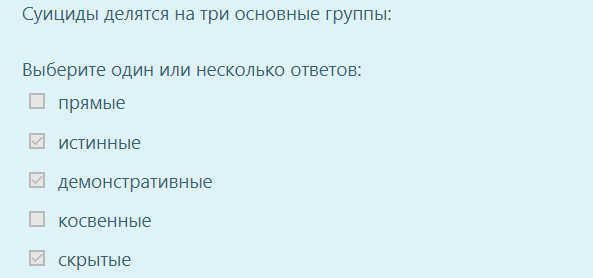 Суициды делятся на три основные группы:
Выберите один или несколько ответов:
прямые
истинные
демонстративные
косвенные
скрытые